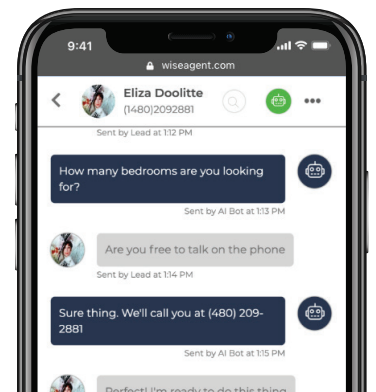 9:41
wiseagent.com
Eliza Doolitte
(1480)2092881
Sent by Lead at 1:12 PM
How many bedrooms are you looking
for?
Sent by AI Bot at 1:13 PM
Are you free to talk on the phone
Sent by Lead at 1:14 PM
Sure thing. We'll call you at (480) 209-
2881
Sent by AI Bot at 1:15 PM
Perfect! I'm ready to do this thing